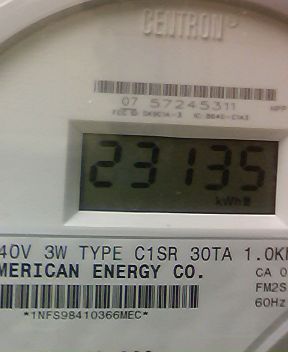 CENTRON
07 57245311
23135
kWh
40V 3W TYPE C1SR 30TA 1.0K
MERICAN ENERGY CO.
CA 0
FM2S
60Hz
*1NFS98410366MEC*